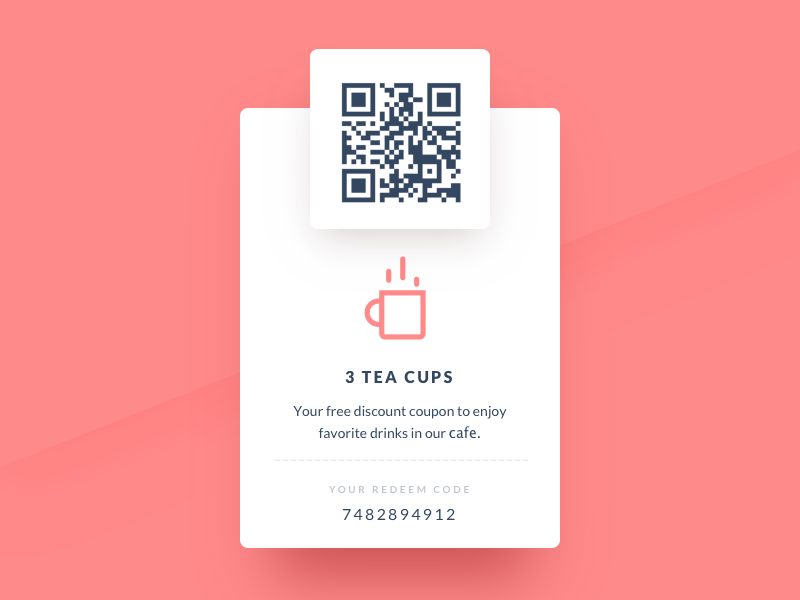 3 TEA CUPS
Your free discount coupon to enjoy
favorite drinks in our cafe.
YOUR REDEEM CODE
7482894912